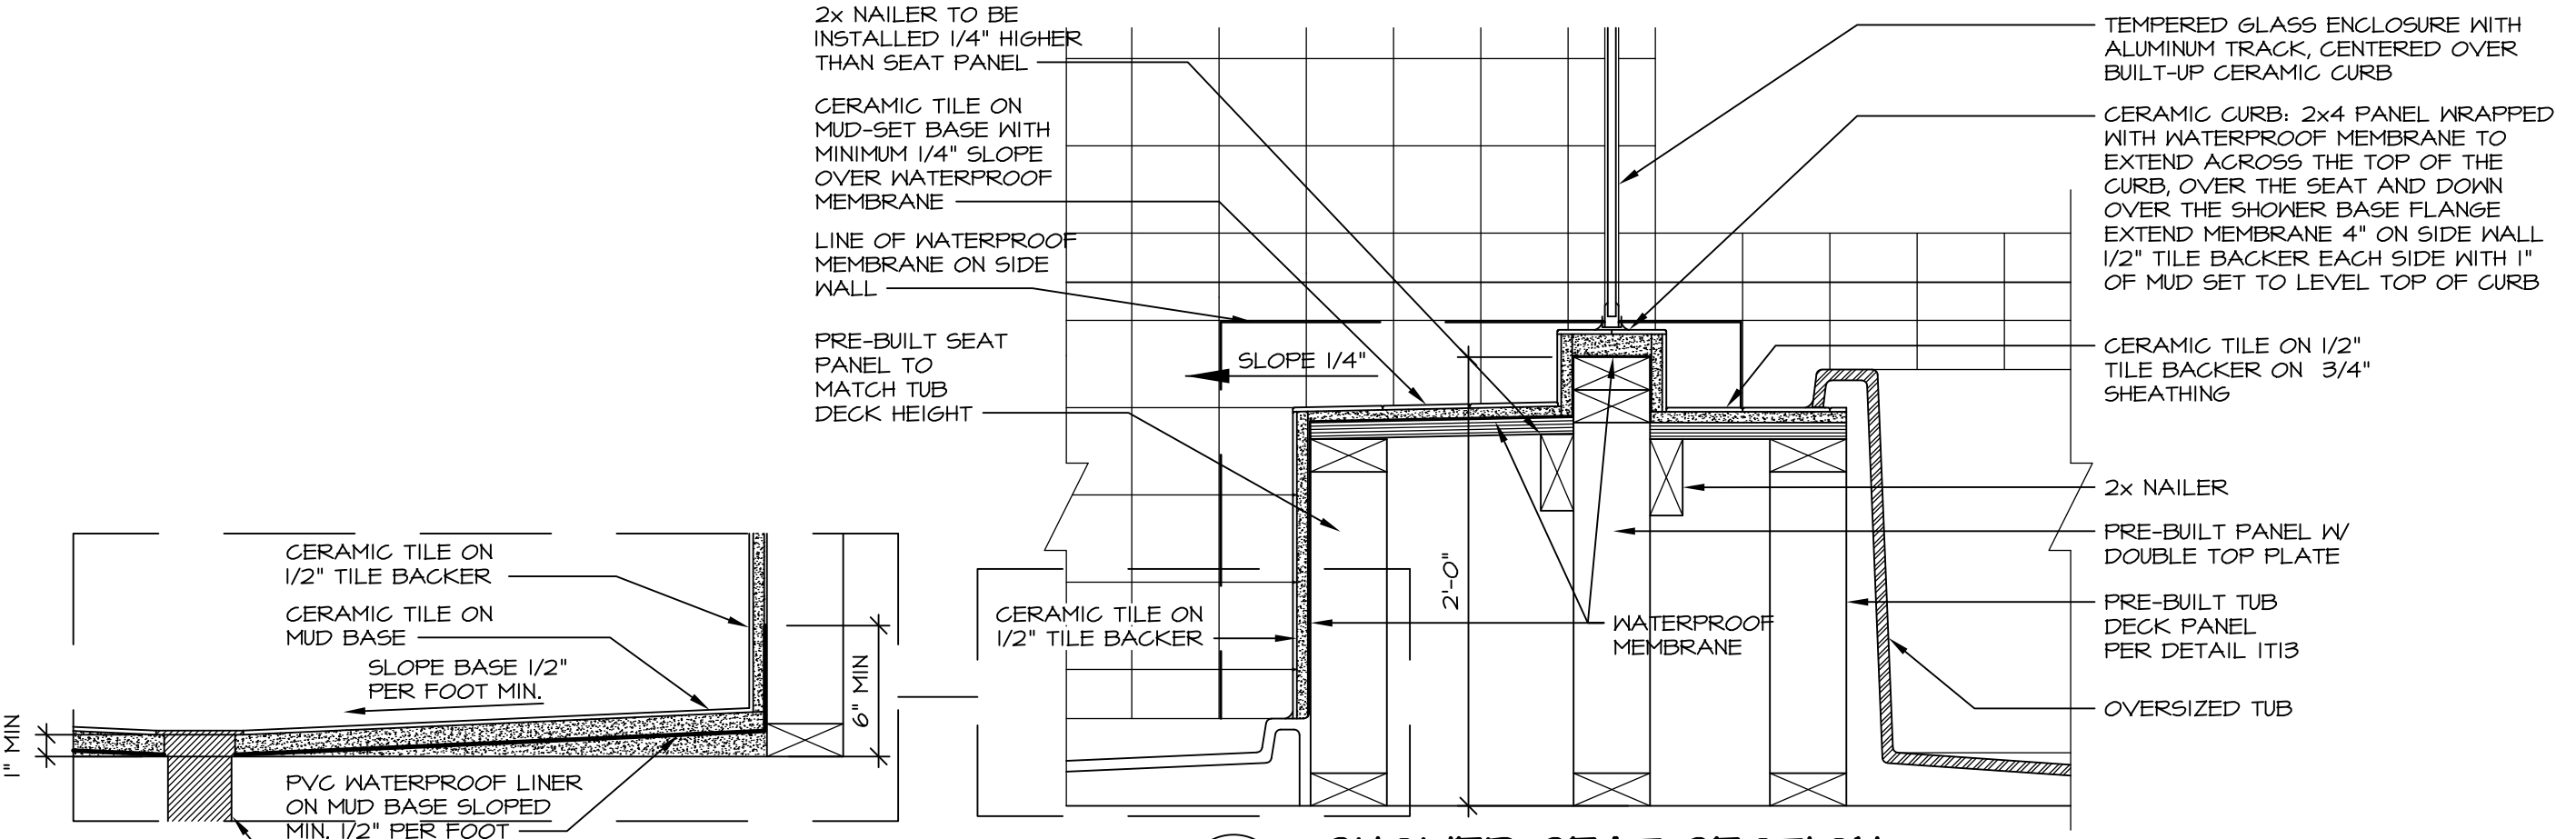 2x NAILER TO BE
INSTALLED 1/4" HIGHER
THAN SEAT PANEL
CERAMIC TILE ON
MUD-SET BASE WITH
MINIMUM 1/4" SLOPE
OVER WATERPROOF
MEMBRANE
LINE OF WATERPROOF
MEMBRANE ON SIDE
WALL
PRE-BUILT SEAT
PANEL TO
MATCH TUB
DECK HEIGHT
SLOPE 1/4"
TEMPERED GLASS ENCLOSURE WITH
ALUMINUM TRACK, CENTERED OVER
BUILT-UP CERAMIC CURB
CERAMIC CURB: 2x4 PANEL WRAPPED
WITH WATERPROOF MEMBRANE TO
EXTEND ACROSS THE TOP OF THE
CURB, OVER THE SEAT AND DOWN
OVER THE SHOWER BASE FLANGE
EXTEND MEMBRANE 4" ON SIDE WALL
1/2" TILE BACKER EACH SIDE WITH 1"
OF MUD SET TO LEVEL TOP OF CURB
CERAMIC TILE ON 1/2"
TILE BACKER ON 3/4"
SHEATHING
2x NAILER
PRE-BUILT PANEL W/
DOUBLE TOP PLATE
PRE-BUILT TUB
DECK PANEL
PER DETAIL 1T13
OVERSIZED TUB
2'-0"
WATERPROOF
MEMBRANE
CERAMIC TILE ON
1/2" TILE BACKER
CERAMIC TILE ON
1/2" TILE BACKER
CERAMIC TILE ON
MUD BASE
SLOPE BASE 1/2"
PER FOOT MIN.
6" MIN
1" MIN
PVC WATERPROOF LINER
ON MUD BASE SLOPED
MIN. 1/2" PER FOOT